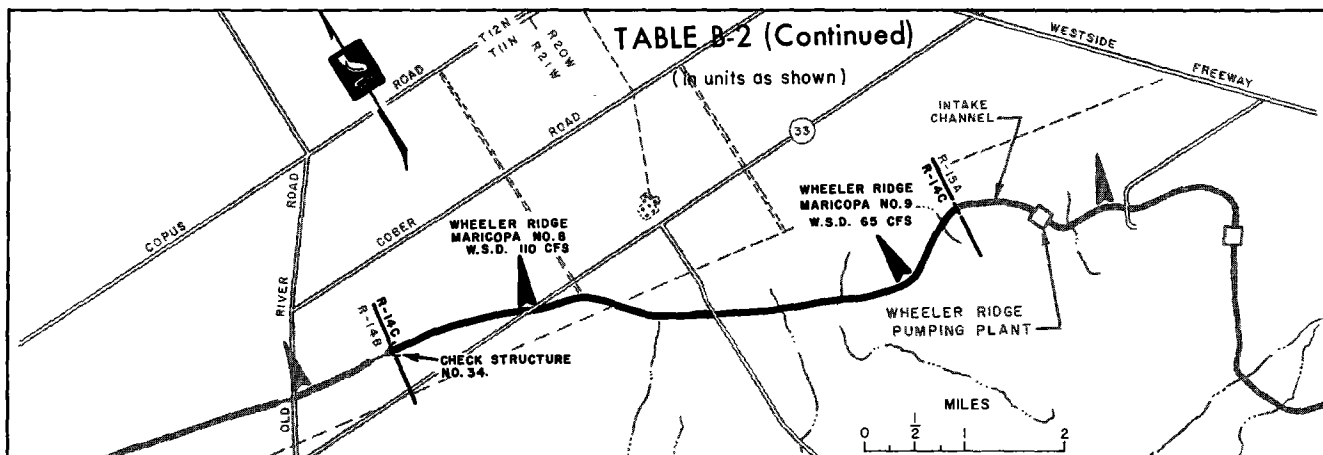 TABLE B-2 (Continued)
(In units as shown)
T12N
T11N
R20W
R21W
ROAD
WESTSIDE
FREEWAY
INTAKE
CHANNEL
ROAD
33
ROAD
COPUS
COBER
WHEELER RIDGE
MARICOPA NO.8
W.S.D. 110 CFS
WHEELER RIDGE
MARICOPA NO.9
W.S.D. 65 CFS
R-15A
R-14C
RIVER
R-14C
R-14B
CHECK STRUCTURE
NO. 34.
WHEELER RIDGE
PUMPING PLANT
OLD
MILES
0 1/2 1 2